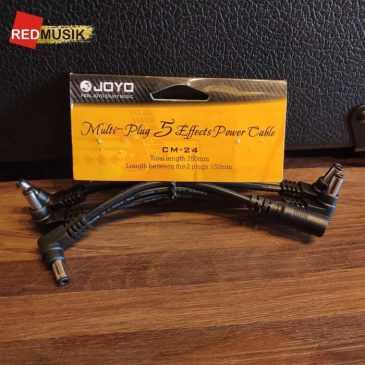 REDMUSIK
JOYO
FEEL JOYO ENJOY MUSIC
Multi-Plug 5 Effects Power Cable
CM-24
Total length 750mm
Length between the 2 plugs 150mm